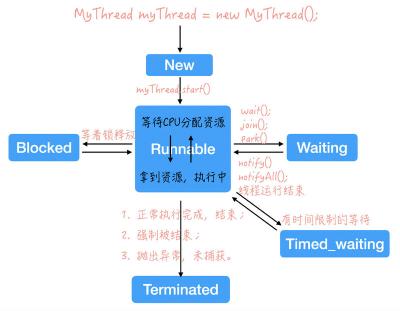 MyThread myThread = new MyThread();
New
myThread.start()
等待CPU分配资源
Runnable
拿到资源，执行中
等着锁释放
Blocked
wait();
join();
park()
Waiting
notify()
notifyAll();
线程运行结束
有时间限制的等待
Timed_waiting
1. 正常执行完成，结束；
2. 强制被结束；
3. 抛出异常，未捕获。
Terminated